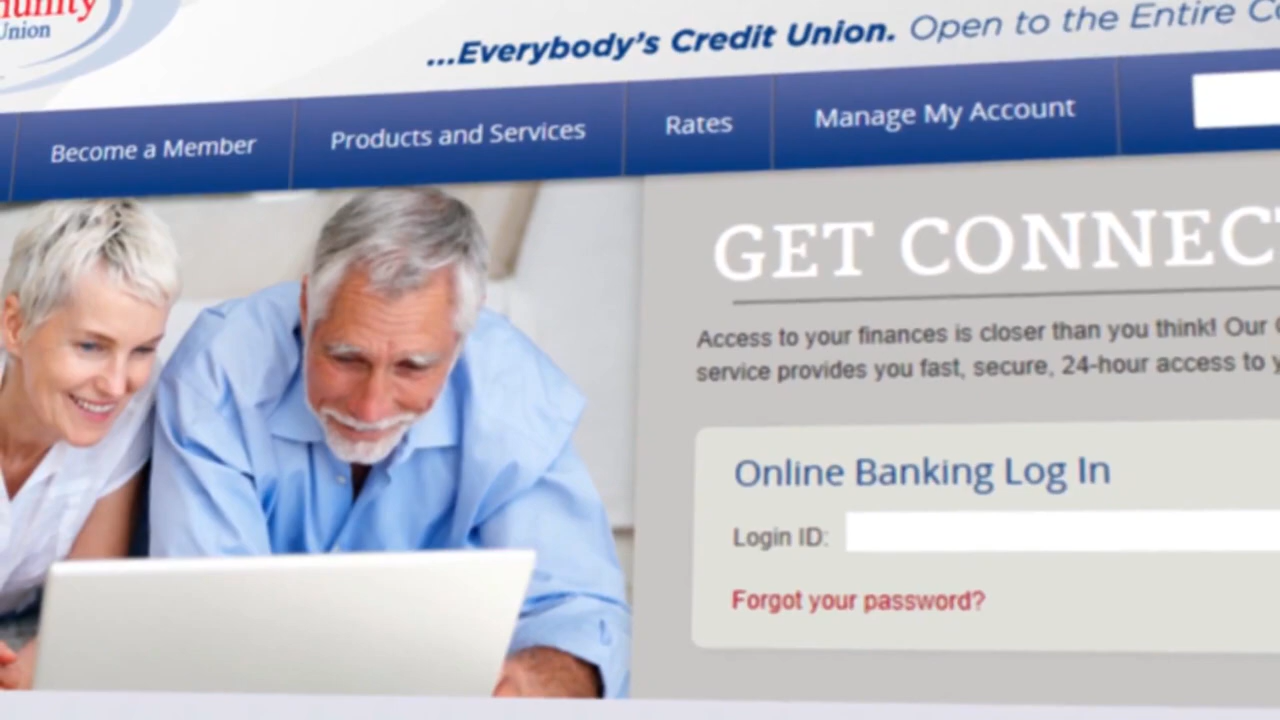 Union
...Everybody's Credit Union. Open to the Entire
Become a Member
Products and Services
Rates
Manage My Account
GET CONNECT
Access to your finances is closer than you think! Our
service provides you fast, secure, 24-hour access to
Online Banking Log In
Login ID:
Forgot your password?